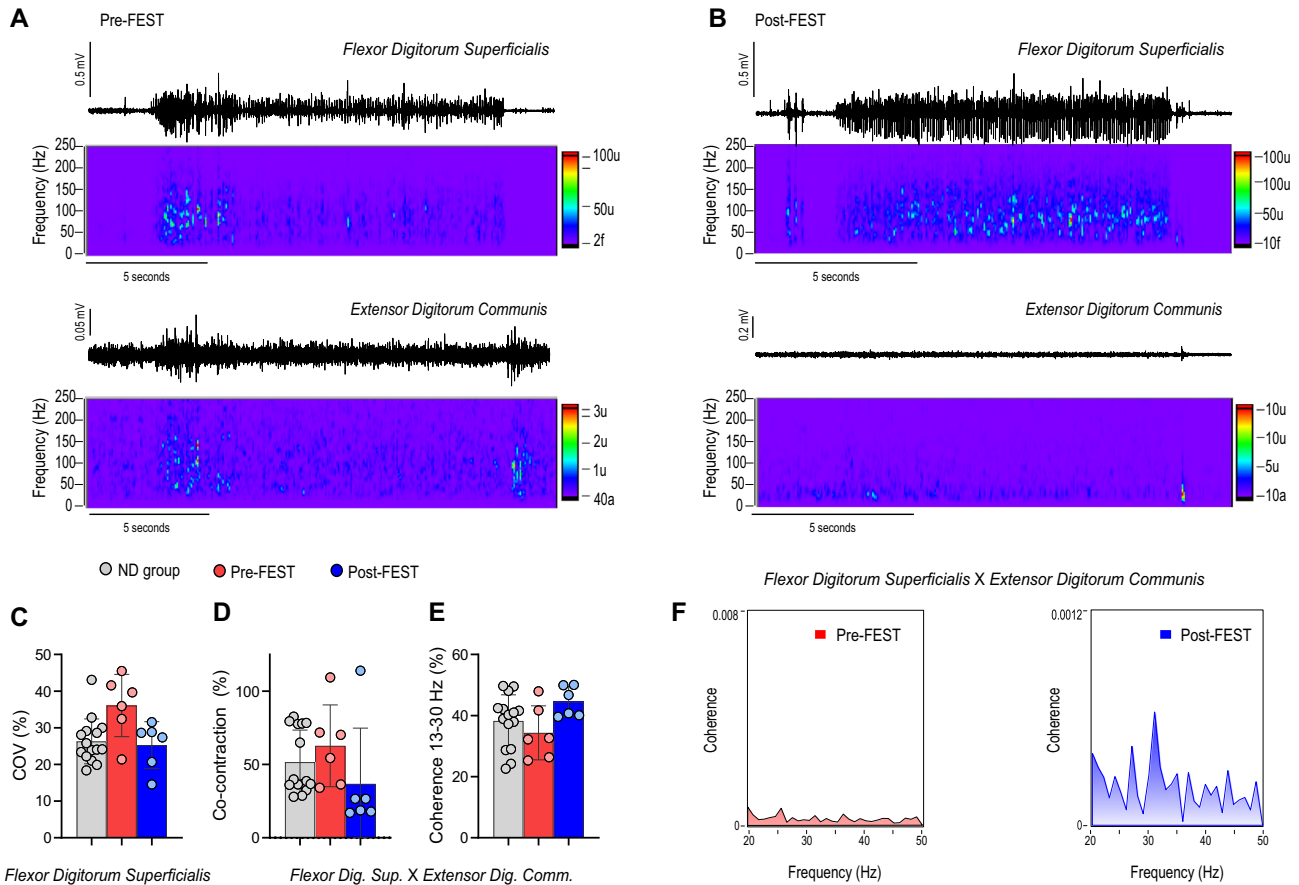 A
Pre-FEST
0.5 mV
Flexor Digitorum Superficialis
Frequency (Hz)
250
200
150
100
50
0
100u
50u
2f
5 seconds
0.05 mV
Extensor Digitorum Communis
Frequency (Hz)
250
200
150
100
50
0
3u
2u
1u
40a
5 seconds
B
Post-FEST
0.5 mV
Flexor Digitorum Superficialis
Frequency (Hz)
250
200
150
100
50
0
100u
100u
50u
10f
5 seconds
0.2 mV
Extensor Digitorum Communis
Frequency (Hz)
250
200
150
100
50
0
10u
10u
5u
10a
5 seconds
ND group
Pre-FEST
Post-FEST
C
COV (%)
50
40
30
20
10
0
Flexor Digitorum Superficialis
D
Co-contraction (%)
100
50
0
E
Coherence 13-30 Hz (%)
60
40
20
0
Flexor Dig. Sup. X Extensor Dig. Comm.
Flexor Digitorum Superficialis X Extensor Digitorum Communis
F
0.008
Pre-FEST
Coherence
0
20
30
40
50
Frequency (Hz)
0.0012
Post-FEST
Coherence
0
20
30
40
50
Frequency (Hz)